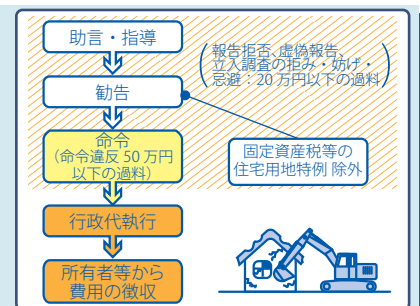 助言・指導
報告拒否、虚偽報告、
立入調査の拒み・妨げ・
忌避：20万円以下の過料
勧告
命令
（命令違反50万円
以下の過料）
固定資産税等の
住宅用地特例 除外
行政代執行
所有者等から
費用の徴収